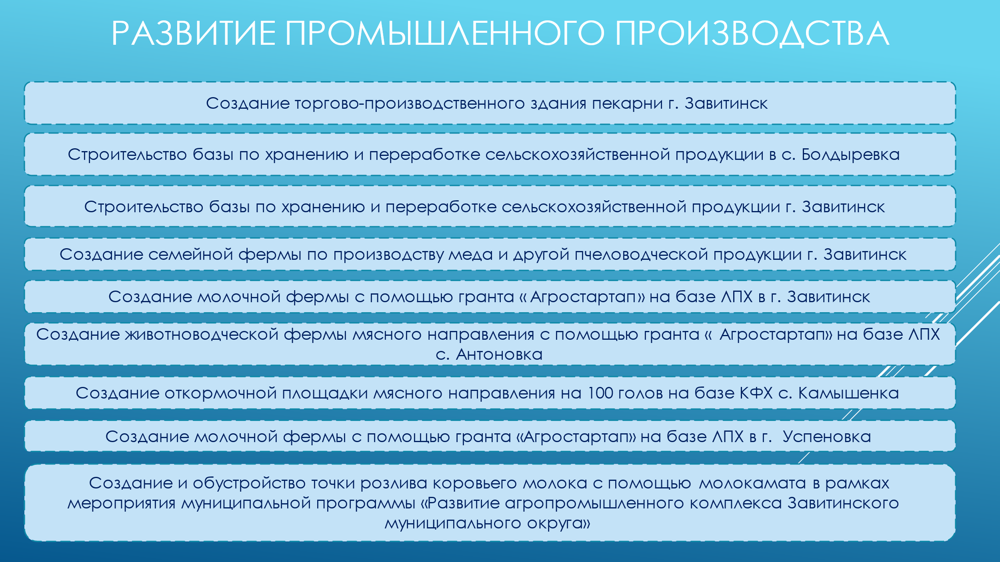 РАЗВИТИЕ ПРОМЫШЛЕННОГО ПРОИЗВОДСТВА
Создание торгово-производственного здания пекарни г. Завитинск
Строительство базы по хранению и переработке сельскохозяйственной продукции в с. Болдыревка
Строительство базы по хранению и переработке сельскохозяйственной продукции г. Завитинск
Создание семейной фермы по производству меда и другой пчеловодческой продукции г. Завитинск
Создание молочной фермы с помощью гранта « Агростартап» на базе ЛПХ в г. Завитинск
Создание животноводческой фермы мясного направления с помощью гранта « Агростартап» на базе ЛПХ
с. Антоновка
Создание откормочной площадки мясного направления на 100 голов на базе КФХ с. Камышенка
Создание молочной фермы с помощью гранта «Агростартап» на базе ЛПХ в г. Успеновка
Создание и обустройство точки розлива коровьего молока с помощью молокамата в рамках
мероприятия муниципальной программы «Развитие агропромышленного комплекса Завитинского
муниципального округа»